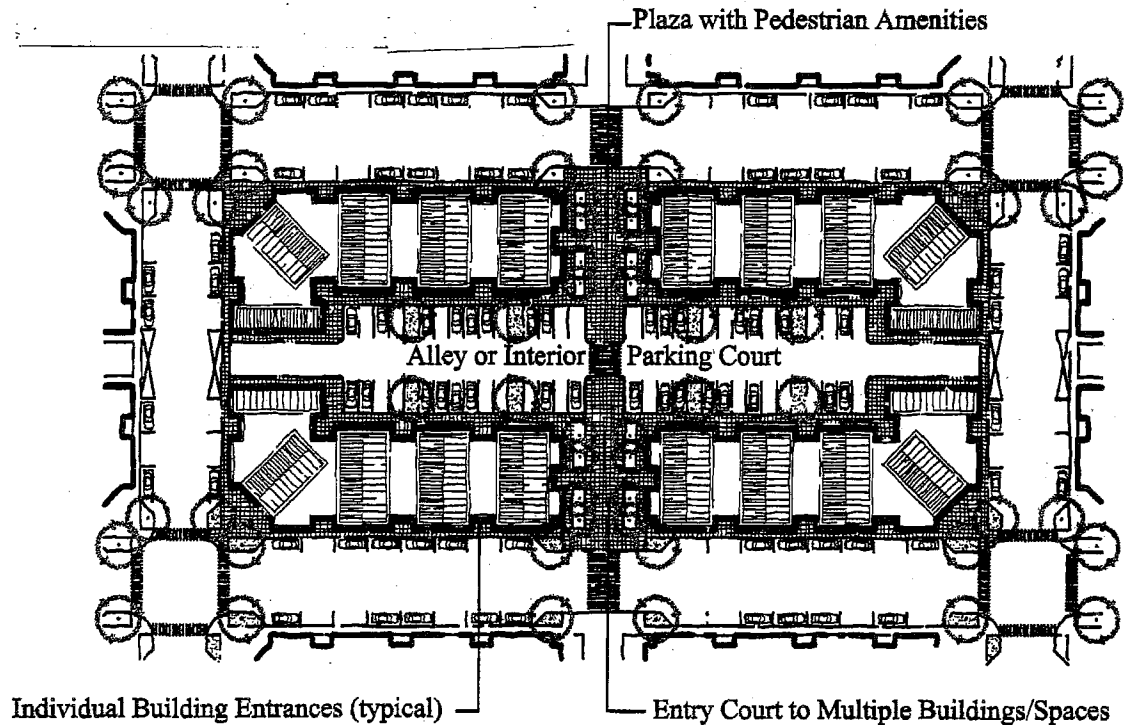 Plaza with Pedestrian Amenities
Alley or Interior Parking Court
Individual Building Entrances (typical)
Entry Court to Multiple Buildings/Spaces